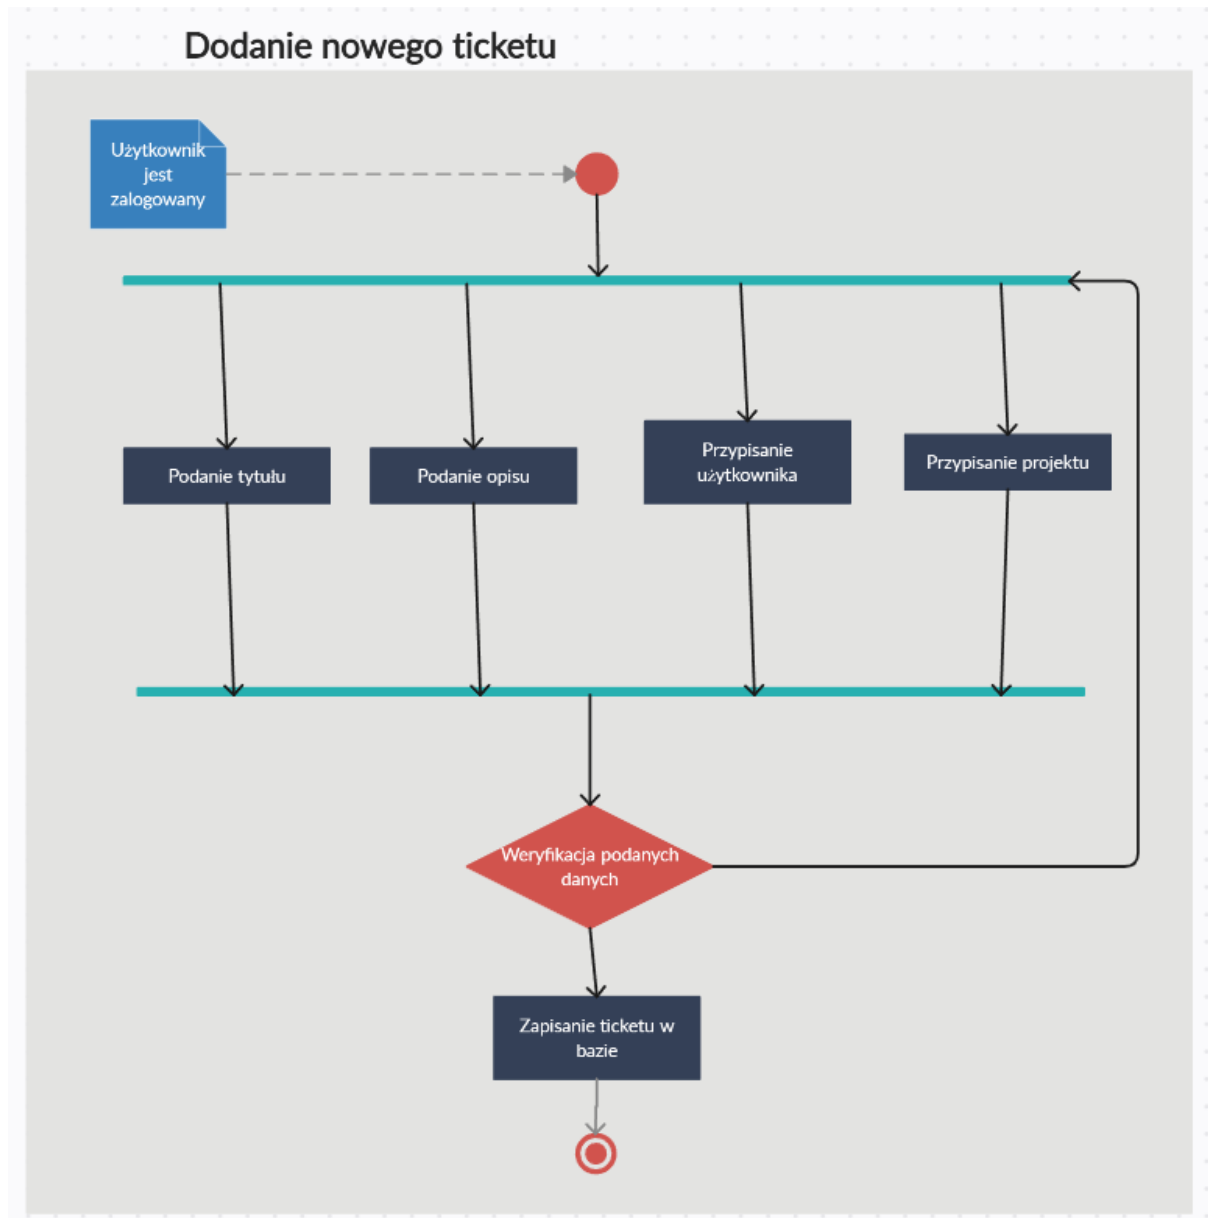 Dodanie nowego ticketu
Użytkownik
jest
zalogowany
Podanie tytułu
Podanie opisu
Przypisanie
użytkownika
Przypisanie projektu
Weryfikacja podanych
danych
Zapisanie ticketu w
bazie